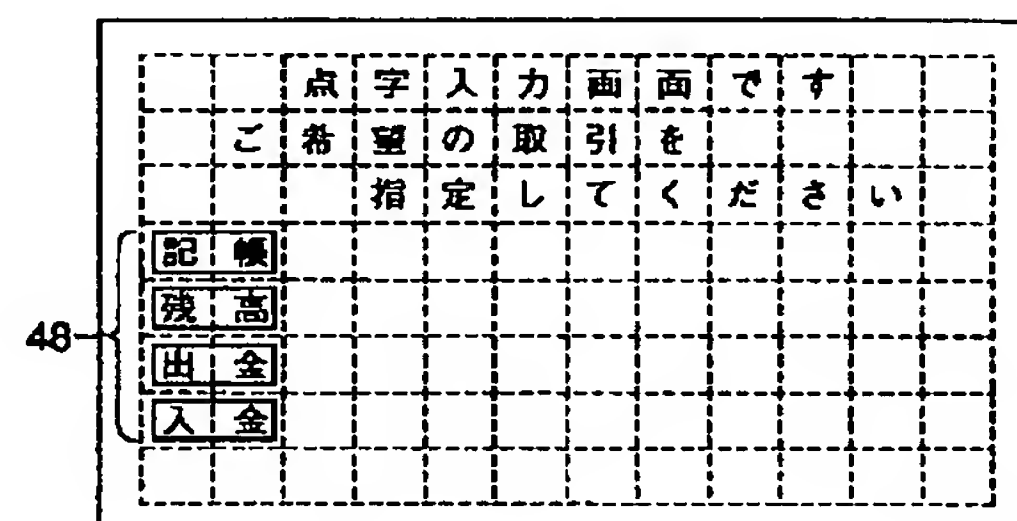 点字入力画面です
ご希望の取引を
指定してください
記帳
残高
48
出金
入金